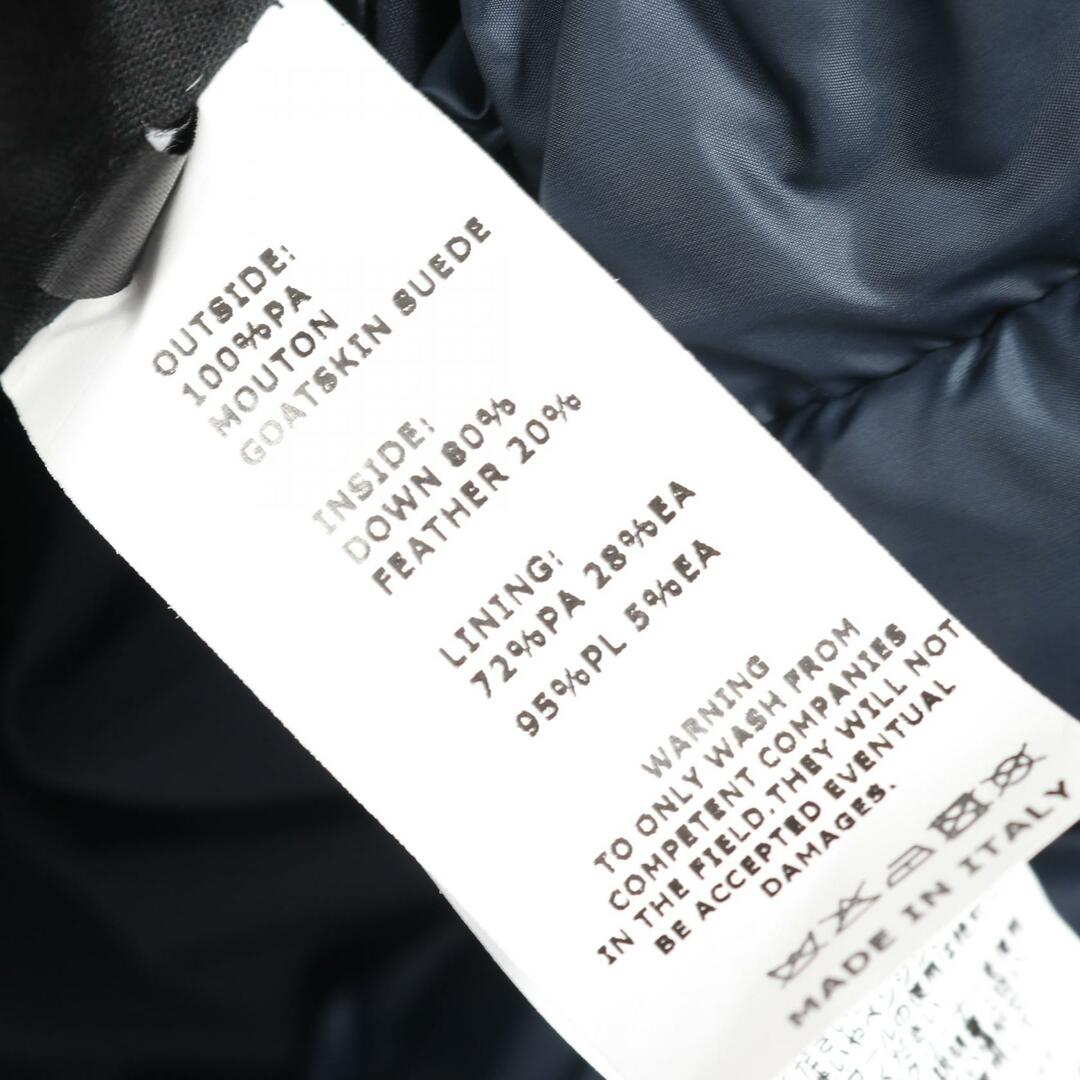 OUTSIDE:
100%PA
MOUTON
GOATSKIN SUEDE
INSIDE:
DOWN 80%
FEATHER 20%
LINING:
72%PA 28%EA
95%PL 5%EA
WARNING
TO ONLY WASH FROM
COMPETENT COMPANIES
IN THE FIELD.THEY WILL NOT
BE ACCEPTED EVENTUAL
DAMAGES.
MADE IN ITALY